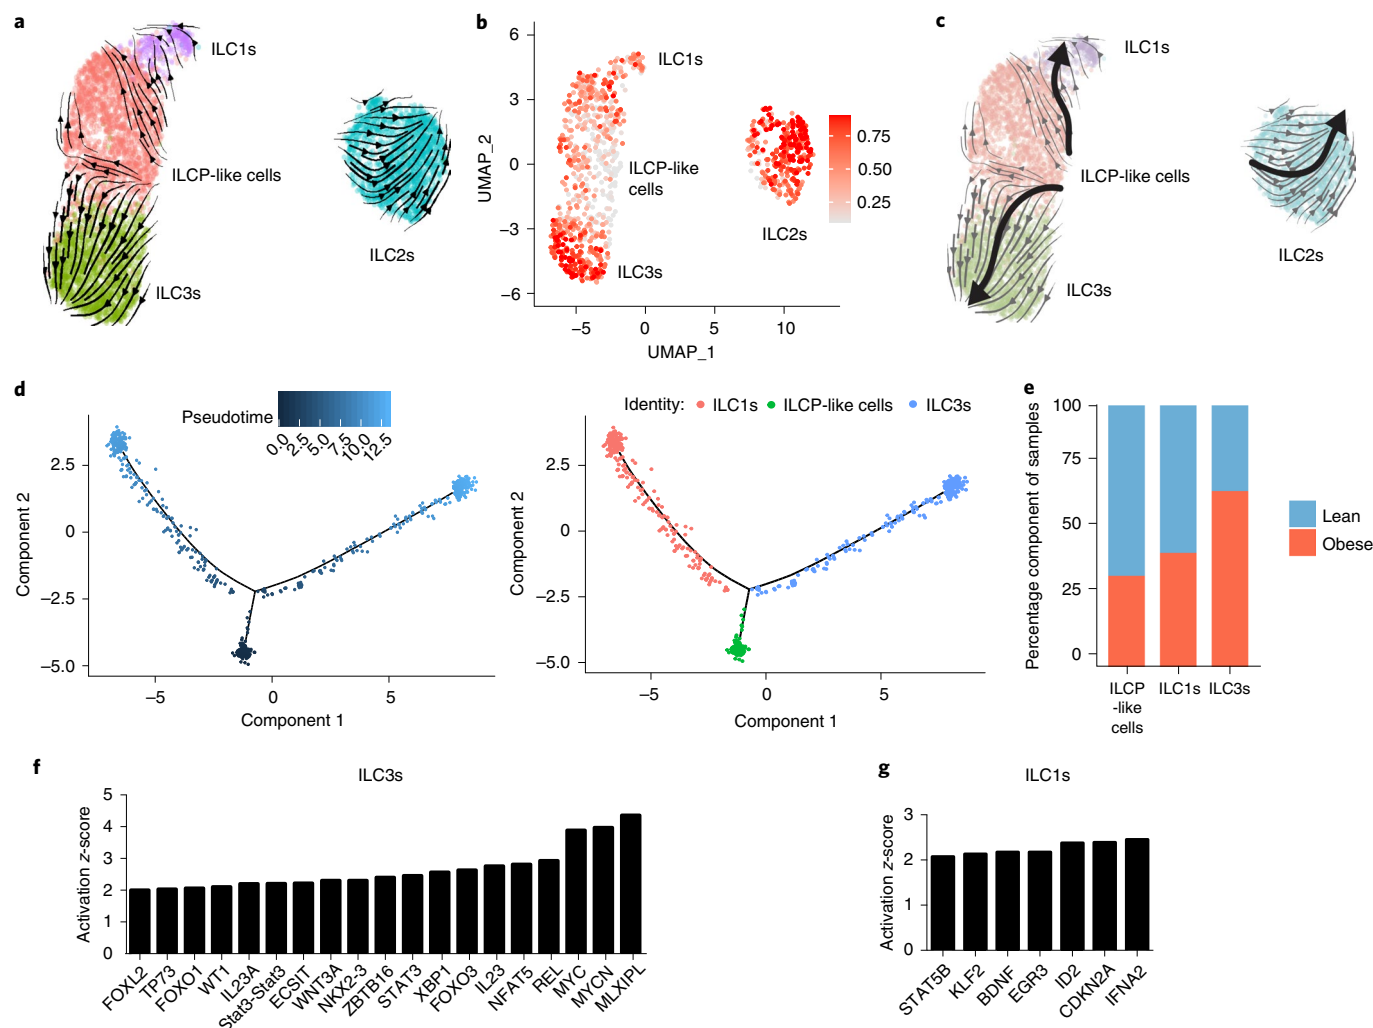 a
ILC1s
ILCP-like cells
ILC2s
ILC3s
b
6
3
0
−3
−6
UMAP_2
−5
0
5
10
UMAP_1
ILC1s
ILCP-like
cells
ILC3s
ILC2s
0.75
0.50
0.25
c
ILC1s
ILCP-like cells
ILC2s
ILC3s
d
Pseudotime
0.0
2.5
5.0
7.5
10.0
12.5
2.5
0
−2.5
−5.0
Component 2
−5
0
5
Component 1
Identity: ILC1s ILCP-like cells ILC3s
2.5
0
−2.5
−5.0
Component 2
−5
0
5
Component 1
e
100
75
50
25
0
Percentage component of samples
ILCP
-like
cells
ILC1s
ILC3s
Lean
Obese
f
ILC3s
5
4
3
2
1
0
Activation z-score
FOXL2
TP73
FOXO1
WT1
IL23A
Stat3-Stat3
ECSIT
WNT3A
NKX2-3
ZBTB16
STAT3
XBP1
FOXO3
IL23
NFAT5
REL
MYC
MYCN
MLXIPL
g
ILC1s
3
2
1
0
Activation z-score
STAT5B
KLF2
BDNF
EGR3
ID2
CDKN2A
IFNA2